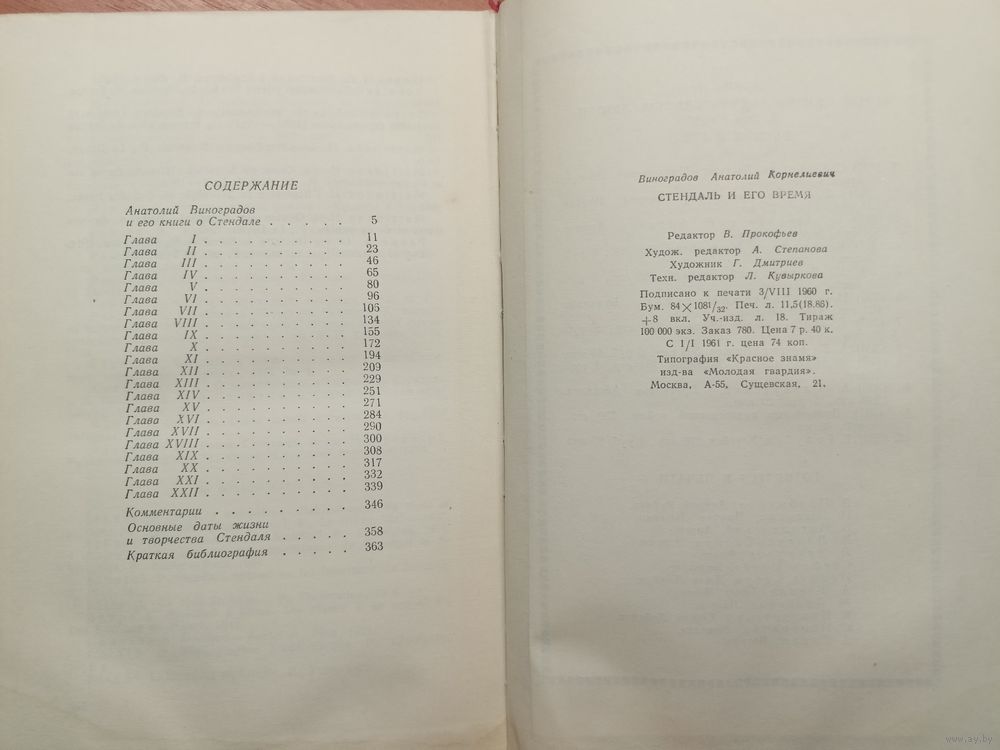 СОДЕРЖАНИЕ
Анатолий Виноградов
и его книги о Стендале . . . . . 5
Глава I . . . . . . . . . . 11
Глава II . . . . . . . . . . 23
Глава III . . . . . . . . . . 46
Глава IV . . . . . . . . . . 65
Глава V . . . . . . . . . . 80
Глава VI . . . . . . . . . . 96
Глава VII . . . . . . . . . . 106
Глава VIII . . . . . . . . . . 134
Глава IX . . . . . . . . . . 155
Глава X . . . . . . . . . . 172
Глава XI . . . . . . . . . . 194
Глава XII . . . . . . . . . . 209
Глава XIII . . . . . . . . . . 229
Глава XIV . . . . . . . . . . 251
Глава XV . . . . . . . . . . 271
Глава XVI . . . . . . . . . . 284
Глава XVII . . . . . . . . . . 290
Глава XVIII . . . . . . . . . . 300
Глава XIX . . . . . . . . . . 308
Глава XX . . . . . . . . . . 317
Глава XXI . . . . . . . . . . 332
Глава XXII . . . . . . . . . . 339
Комментарии . . . . . . . . . 346
Основные даты жизни
и творчества Стендаля . . . . . 358
Краткая библиография . . . . . 363
Виноградов Анатолий Корнелиевич
СТЕНДАЛЬ И ЕГО ВРЕМЯ
Редактор В. Прокофьев
Худож. редактор А. Степанова
Художник Г. Дмитриев
Техн. редактор Л. Кувыркова
Подписано к печати 3/VIII 1960 г.
Бум. 84×1081/32. Печ. л. 11,5(18.86).
+8 вкл. Уч.-изд. л. 18. Тираж
100 000 экз. Заказ 780. Цена 7 р. 40 к.
С 1/I 1961 г. цена 74 коп.
Типография «Красное знамя»
изд-ва «Молодая гвардия».
Москва, А-55, Сущевская, 21.
www.ay.by